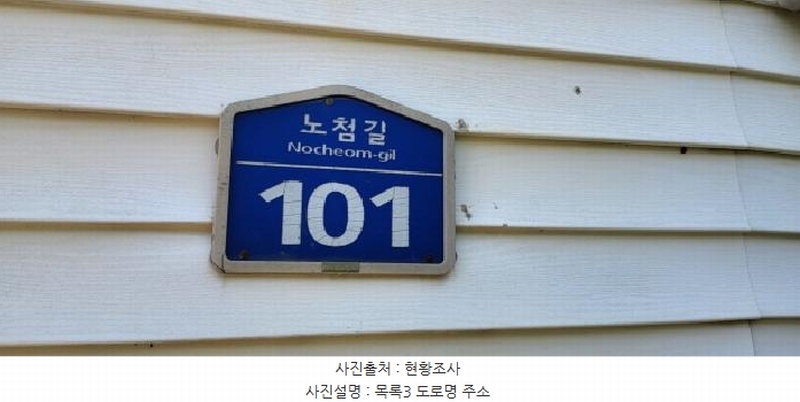 노첨길
Nocheom-gil
101
사진출처 : 현황조사
사진설명 : 목록3 도로명 주소